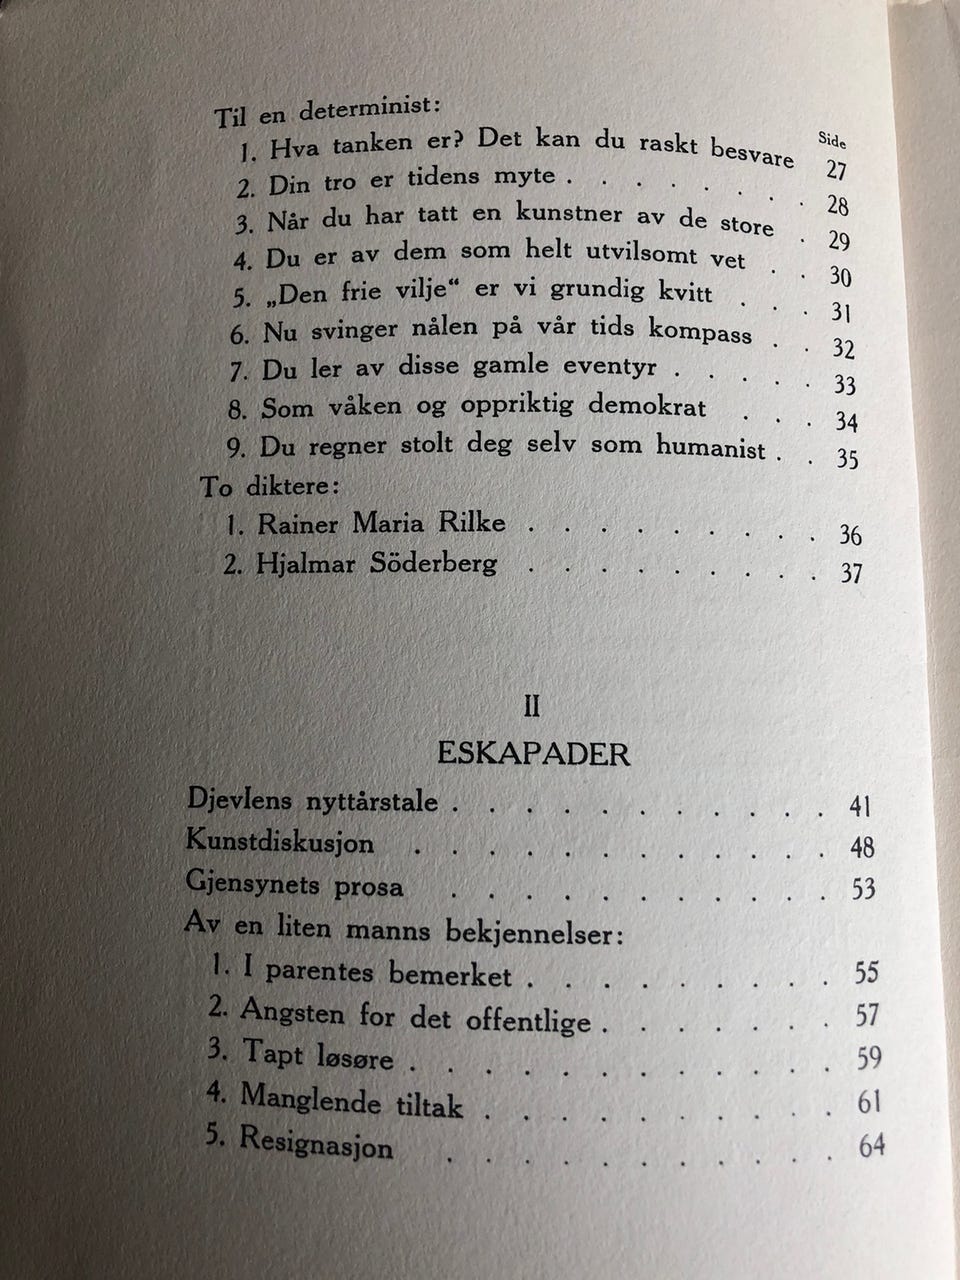 Til en determinist:
Side
1. Hva tanken er? Det kan du raskt besvare 27
2. Din tro er tidens myte . . . . . . . 28
3. Når du har tatt en kunstner av de store . 29
4. Du er av dem som helt utvilsomt vet . . 30
5. „Den frie vilje“ er vi grundig kvitt . . . 31
6. Nu svinger nålen på vår tids kompass . . 32
7. Du ler av disse gamle eventyr . . . . . 33
8. Som våken og oppriktig demokrat . . . 34
9. Du regner stolt deg selv som humanist . . 35
To diktere:
1. Rainer Maria Rilke . . . . . . . . . 36
2. Hjalmar Söderberg . . . . . . . . . 37
II
ESKAPADER
Djevlens nyttårstale . . . . . . . . . . . 41
Kunstdiskusjon . . . . . . . . . . . . 48
Gjensynets prosa . . . . . . . . . . . 53
Av en liten manns bekjennelser:
1. I parentes bemerket . . . . . . . . . 55
2. Angsten for det offentlige . . . . . . . 57
3. Tapt løsøre . . . . . . . . . . . . 59
4. Manglende tiltak . . . . . . . . . . 61
5. Resignasjon . . . . . . . . . . . 64